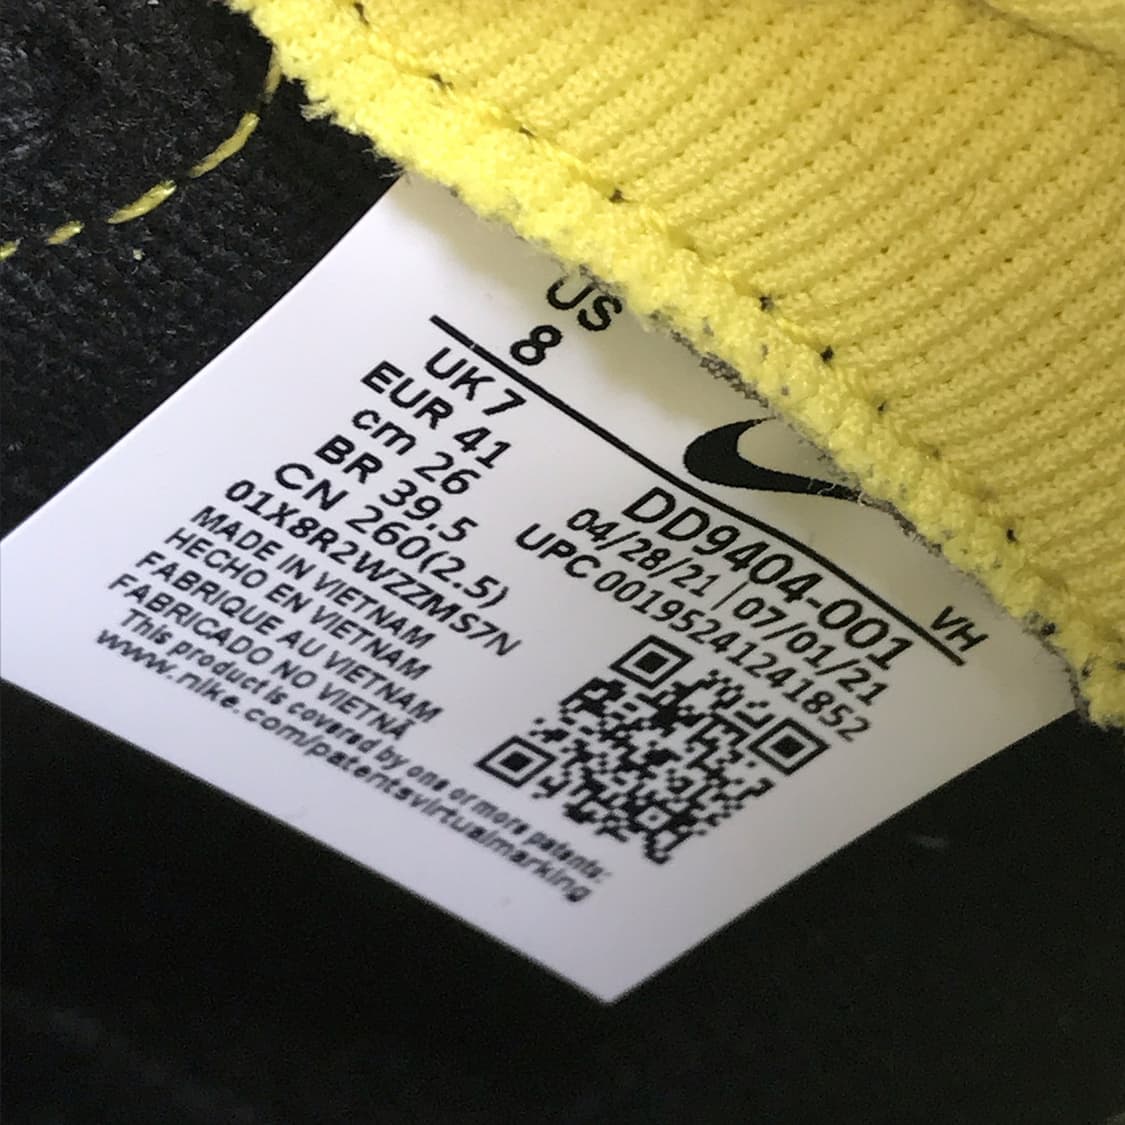 US
8
VH
UK 7
EUR 41
cm 26
BR 39.5
CN 260(2.5)
01X8R2WZZMS7N
MADE IN VIETNAM
HECHO EN VIETNAM
FABRIQUE AU VIETNAM
FABRICADO NO VIETNÃ
This product is covered by one or more patents:
www.nike.com/patentsvirtualmarking
DD9404-001
04/28/21 | 07/01/21
UPC 00195241241852